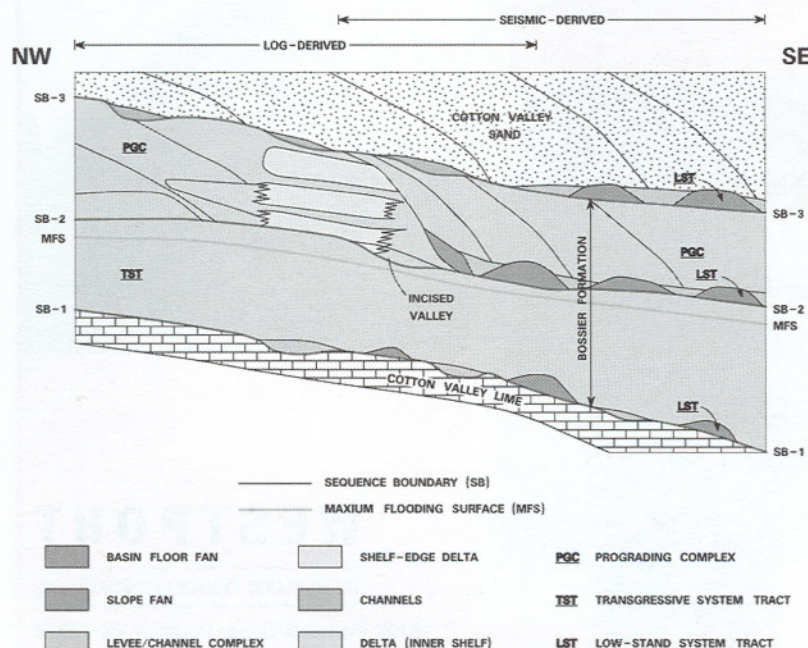 SEISMIC-DERIVED
LOG-DERIVED
NW
SE
SB-3
COTTON VALLEY
SAND
PGC
LST
SB-3
SB-2
MFS
PGC
LST
TST
INCISED
VALLEY
BOSSIER FORMATION
SB-2
MFS
SB-1
COTTON VALLEY LIME
LST
SB-1
SEQUENCE BOUNDARY (SB)
MAXIUM FLOODING SURFACE (MFS)
BASIN FLOOR FAN
SHELF-EDGE DELTA
PGC PROGRADING COMPLEX
SLOPE FAN
CHANNELS
TST TRANSGRESSIVE SYSTEM TRACT
LEVEE/CHANNEL COMPLEX
DELTA (INNER SHELF)
LST LOW-STAND SYSTEM TRACT